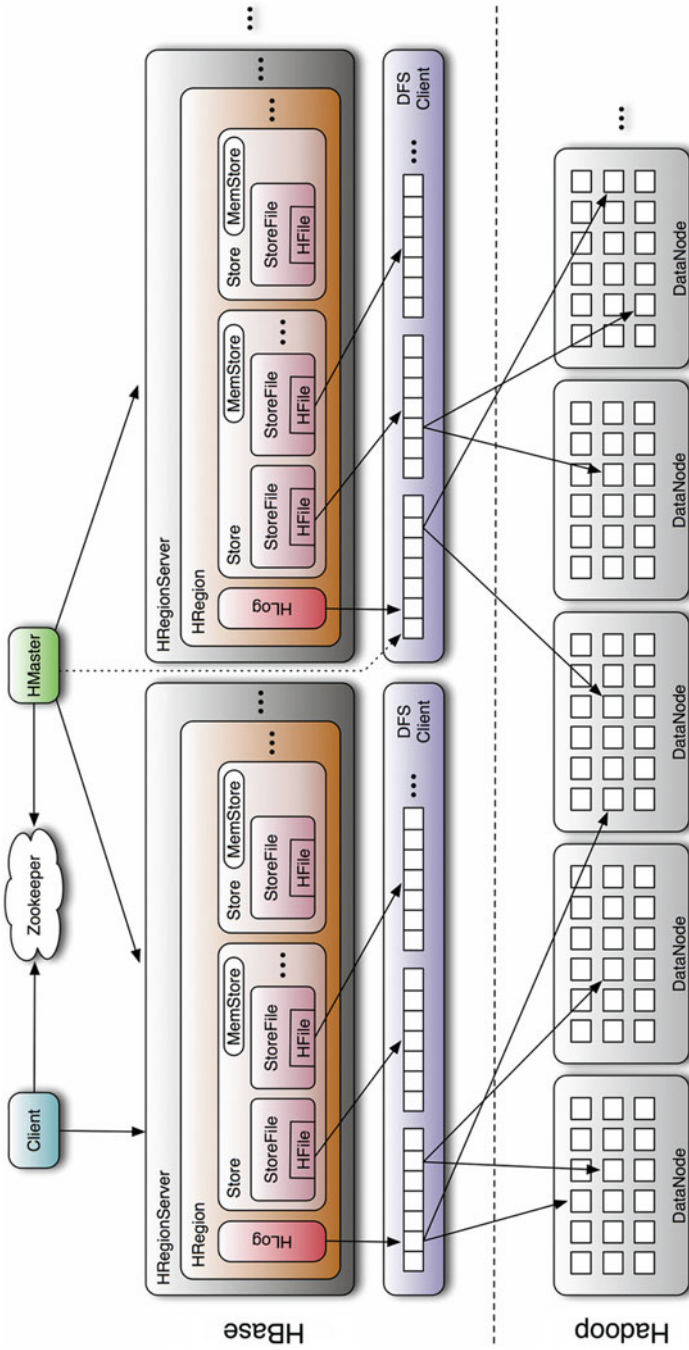 Client
Zookeeper
HMaster
HBase
HRegionServer
HRegion
HLog
Store
MemStore
StoreFile
HFile
StoreFile
HFile
...
Store
MemStore
StoreFile
HFile
...
...
DFS
Client
...
HRegionServer
HRegion
HLog
Store
MemStore
StoreFile
HFile
StoreFile
HFile
...
Store
MemStore
StoreFile
HFile
...
...
DFS
Client
...
...
Hadoop
DataNode
DataNode
DataNode
DataNode
DataNode
...